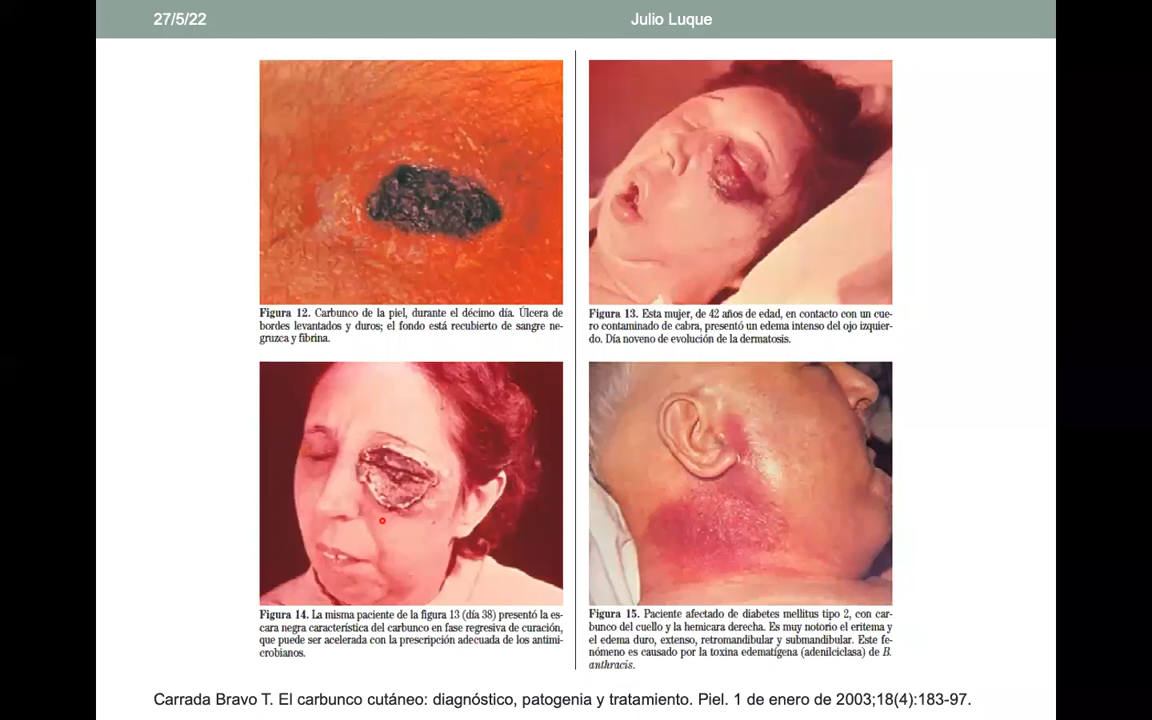 27/5/22
Julio Luque
Figura 12. Carbunco de la piel, durante el décimo día. Úlcera de
bordes levantados y duros; el fondo está recubierto de sangre ne-
gruzca y fibrina.
Figura 13. Esta mujer, de 42 años de edad, en contacto con un cue-
ro contaminado de cabra, presentó un edema intenso del ojo izquier-
do. Día noveno de evolución de la dermatosis.
Figura 14. La misma paciente de la figura 13 (día 38) presentó la es-
cara negra característica del carbunco en fase regresiva de curación,
que puede ser acelerada con la prescripción adecuada de los antimi-
crobianos.
Figura 15. Paciente afectado de diabetes mellitus tipo 2, con car-
bunco del cuello y la hemicara derecha. Es muy notorio el eritema y
el edema duro, extenso, retromandibular y submandibular. Este fe-
nómeno es causado por la toxina edematígena (adenilciclasa) de B.
anthracis.
Carrada Bravo T. El carbunco cutáneo: diagnóstico, patogenia y tratamiento. Piel. 1 de enero de 2003;18(4):183-97.